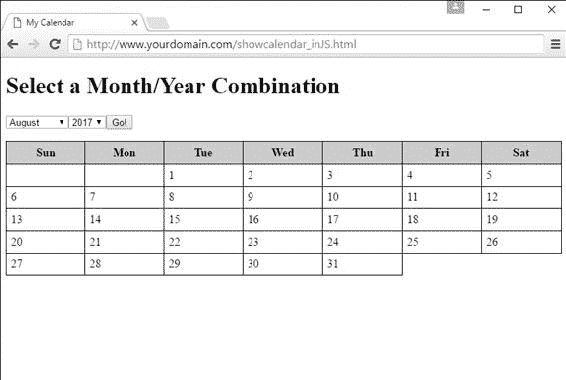 My Calendar
http://www.yourdomain.com/showcalendar_inJS.html
Select a Month/Year Combination
August 2017 Go!
Sun Mon Tue Wed Thu Fri Sat
1 2 3 4 5
6 7 8 9 10 11 12
13 14 15 16 17 18 19
20 21 22 23 24 25 26
27 28 29 30 31